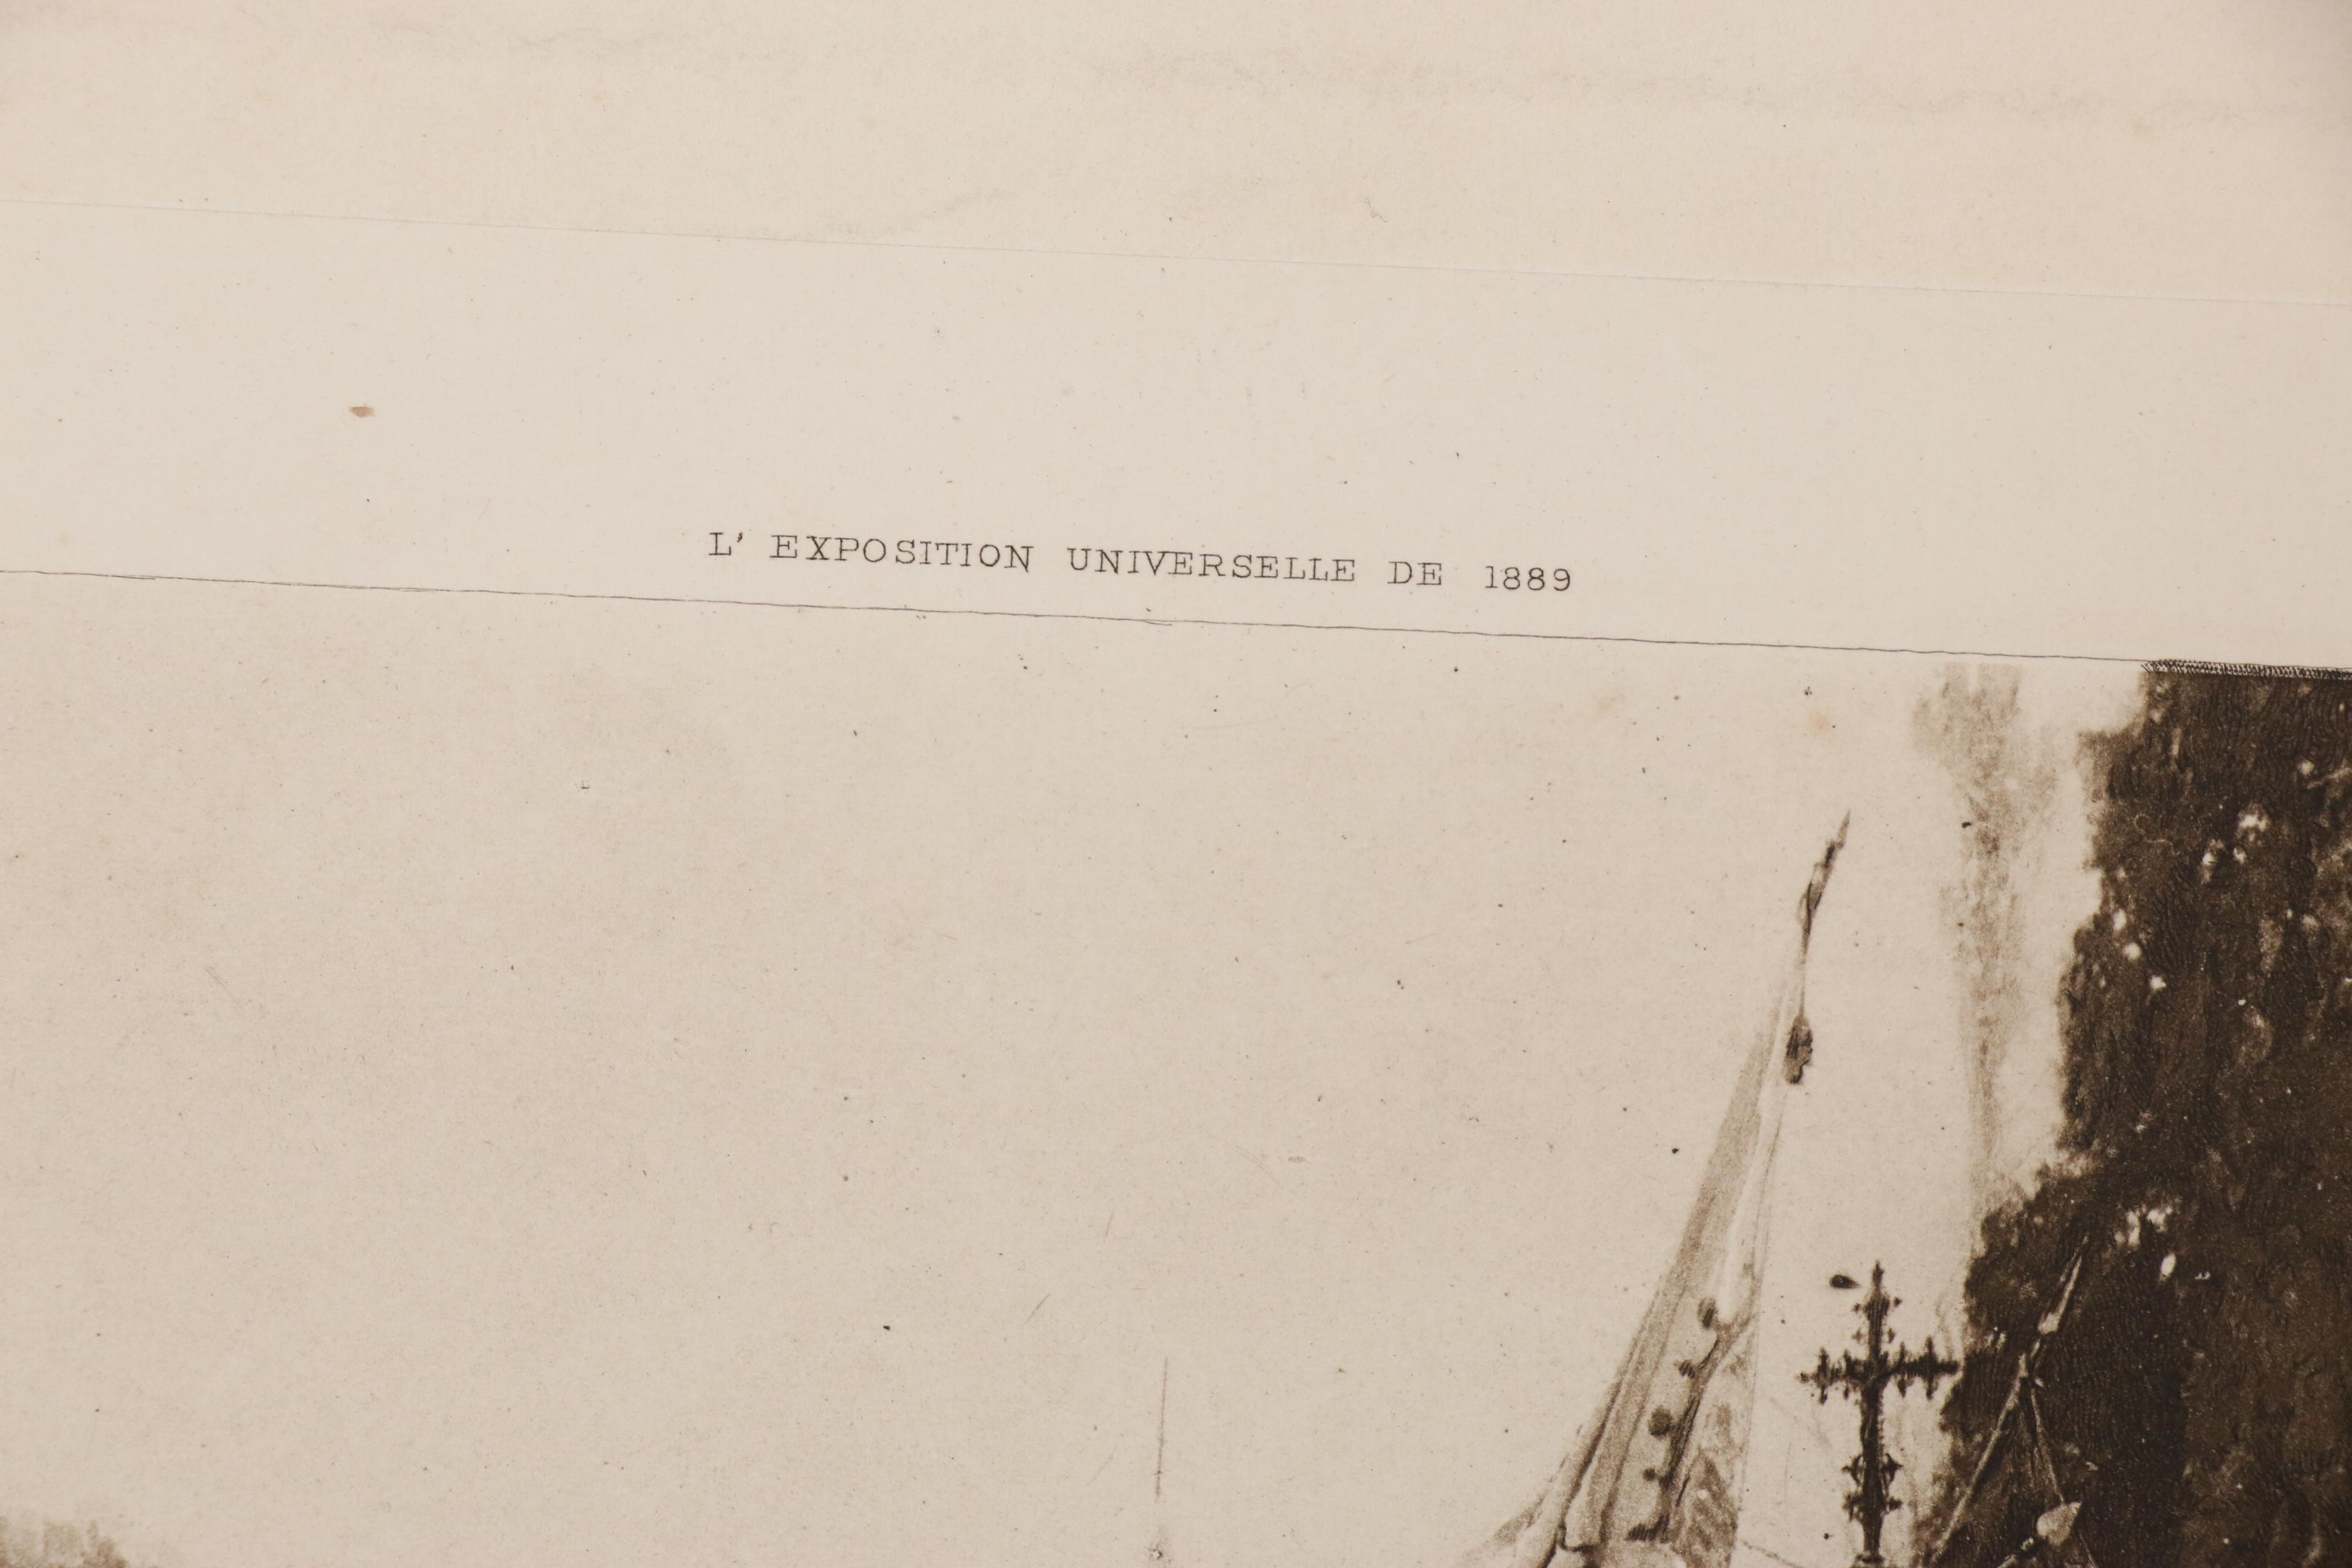 L' EXPOSITION UNIVERSELLE DE 1889